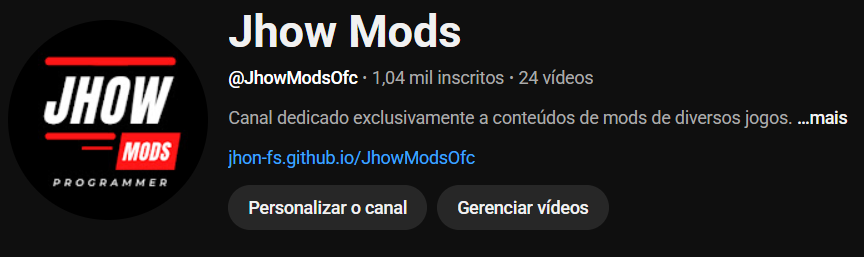 Jhow Mods
@JhowModsOfc · 1,04 mil inscritos · 24 vídeos
Canal dedicado exclusivamente a conteúdos de mods de diversos jogos. ...mais
jhon-fs.github.io/JhowModsOfc
Personalizar o canal Gerenciar vídeos
JHOW
MODS
PROGRAMMER